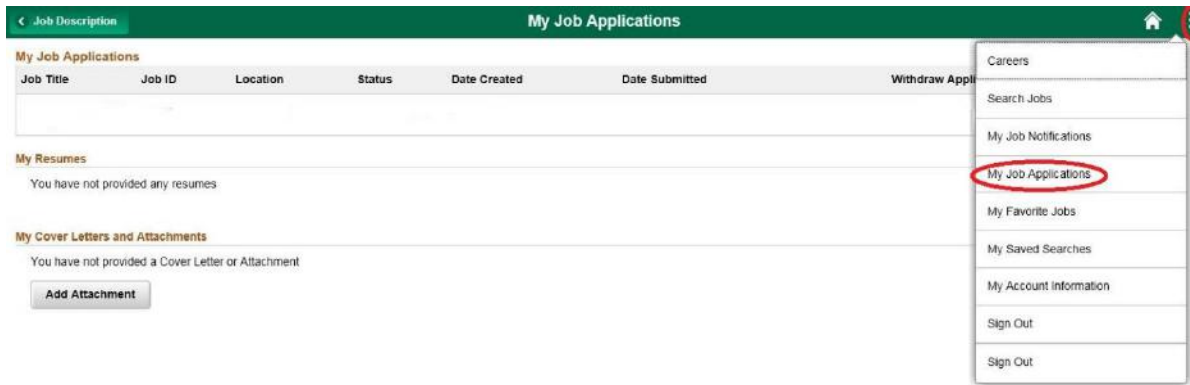 Job Description
My Job Applications
My Job Applications
Job Title Job ID Location Status Date Created Date Submitted Withdraw Appli
My Resumes
You have not provided any resumes
My Cover Letters and Attachments
You have not provided a Cover Letter or Attachment
Add Attachment
Careers
Search Jobs
My Job Notifications
My Job Applications
My Favorite Jobs
My Saved Searches
My Account Information
Sign Out
Sign Out